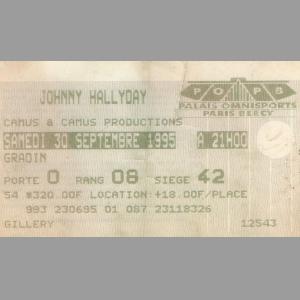 JOHNNY HALLYDAY
POPB
PALAIS OMNISPORTS
PARIS BERCY
CAMUS & CAMUS PRODUCTIONS
SAMEDI 30 SEPTEMBRE 1995 A 21H00
GRADIN
PORTE 0 RANG 08 SIEGE 42
54 *320.00F LOCATION:+18.00F/PLACE
993 230695 01 087 23118326
GILLERY 12543